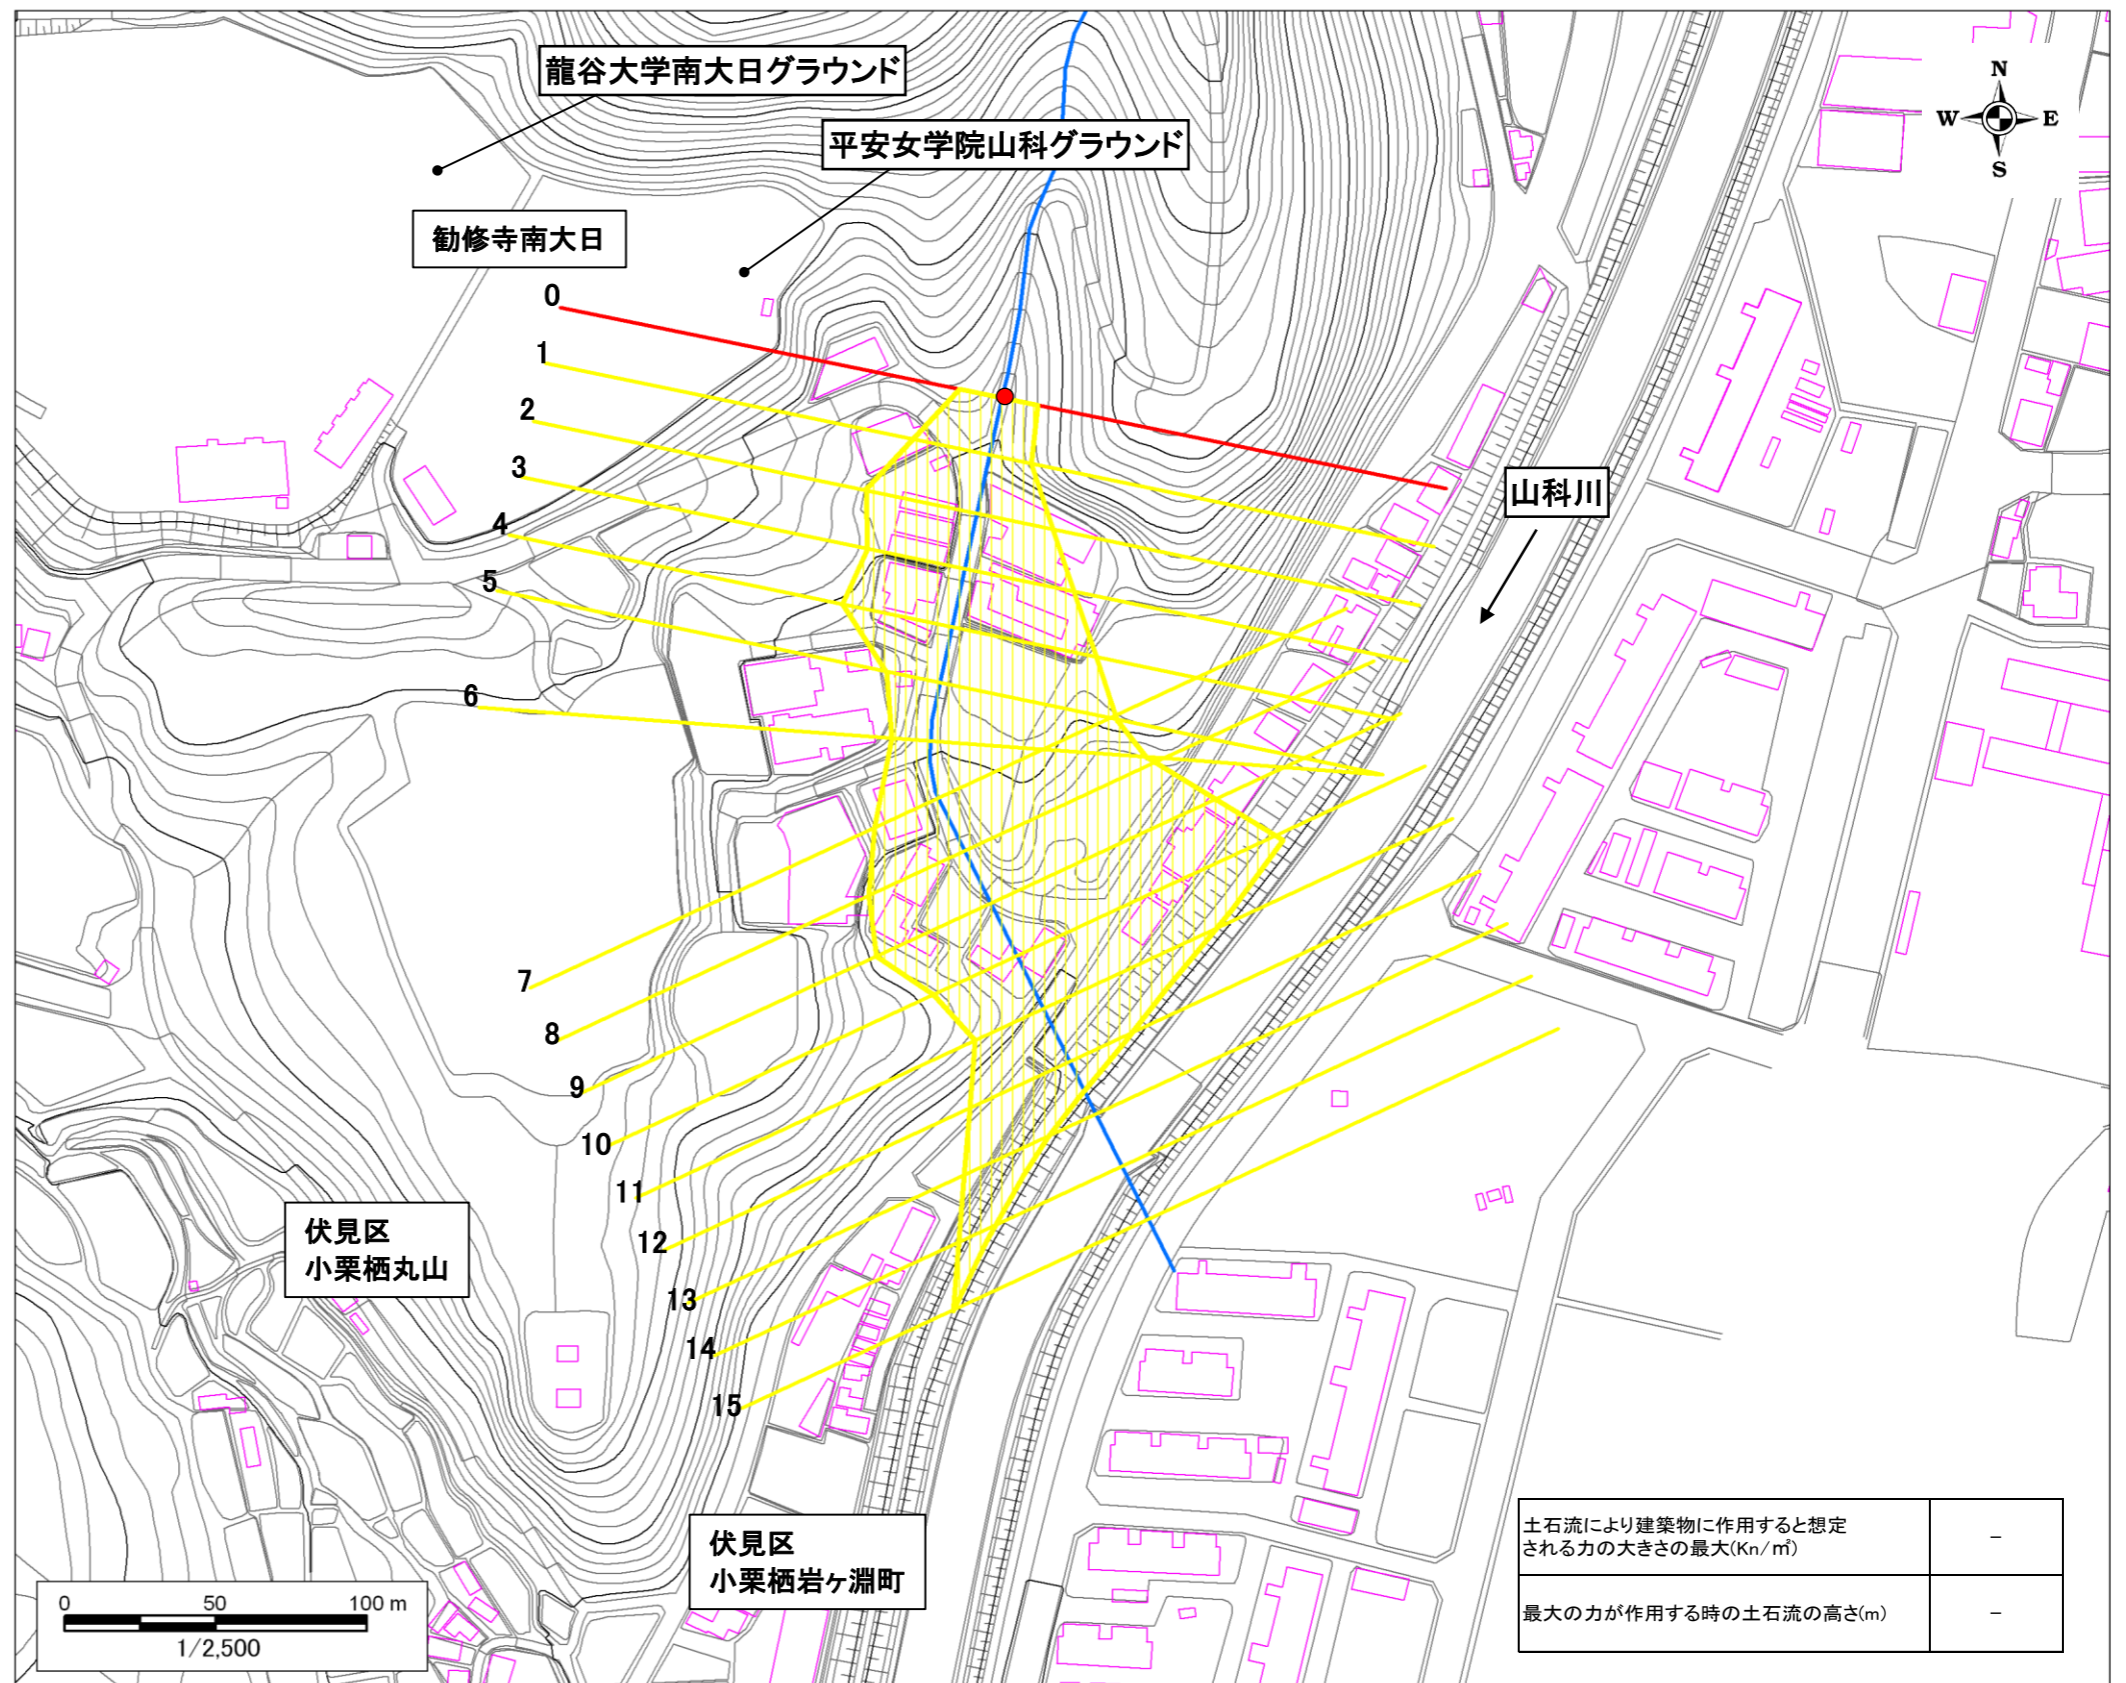 龍谷大学南大日グラウンド
平安女学院山科グラウンド
N
W
E
S
勧修寺南大日
0
1
2
3
4
5
6
山科川
7
8
9
10
11
12
13
14
15
伏見区
小栗栖丸山
伏見区
小栗栖岩ヶ淵町
土石流により建築物に作用すると想定
される力の大きさの最大(Kn/㎡)
－
最大の力が作用する時の土石流の高さ(m)
－
0 50 100 m
1/2,500